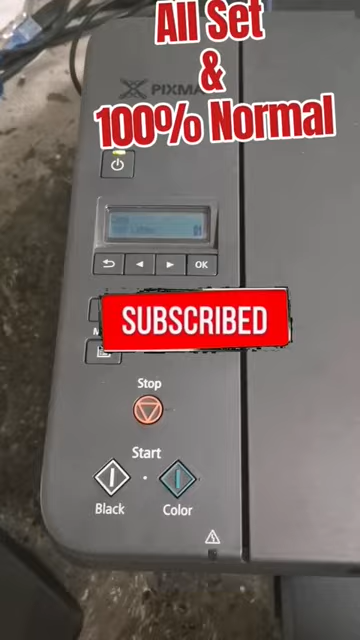 All Set
&
100% Normal
PIXMA
OK
SUBSCRIBED
Stop
Start
Black
Color